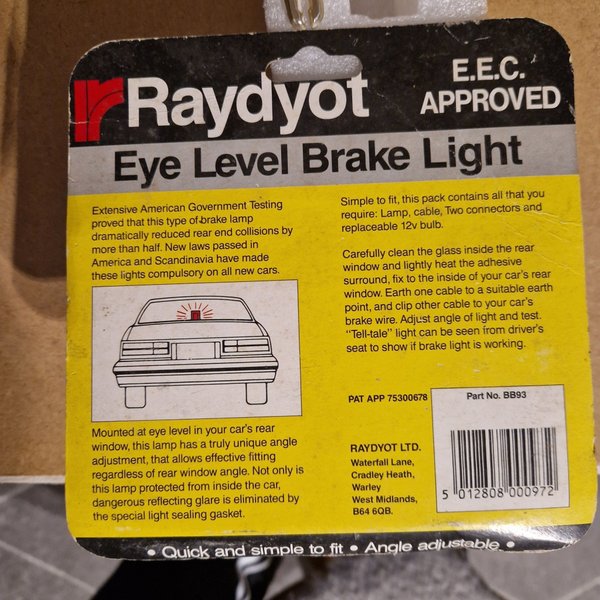 Raydyot
E.E.C.
APPROVED
Eye Level Brake Light
Extensive American Government Testing
proved that this type of brake lamp
dramatically reduced rear end collisions by
more than half. New laws passed in
America and Scandinavia have made
these lights compulsory on all new cars.
Mounted at eye level in your car's rear
window, this lamp has a truly unique angle
adjustment, that allows effective fitting
regardless of rear window angle. Not only is
this lamp protected from inside the car,
dangerous reflecting glare is eliminated by
the special light sealing gasket.
Simple to fit, this pack contains all that you
require: Lamp, cable, Two connectors and
replaceable 12v bulb.
Carefully clean the glass inside the rear
window and lightly heat the adhesive
surround, fix to the inside of your car's rear
window. Earth one cable to a suitable earth
point, and clip other cable to your car's
brake wire. Adjust angle of light and test.
"Tell-tale" light can be seen from driver's
seat to show if brake light is working.
PAT APP 75300678
RAYDYOT LTD.
Waterfall Lane,
Cradley Heath,
Warley
West Midlands,
B64 6QB.
Part No. BB93
5 012808 000972
• Quick and simple to fit • Angle adjustable •